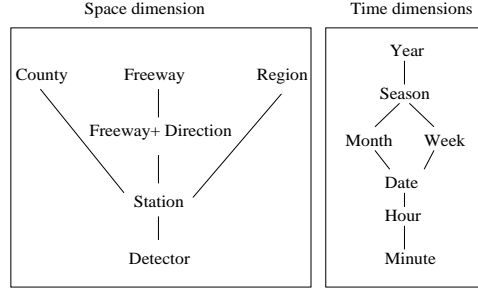 Space dimension
Time dimensions
County Freeway Region
Freeway+ Direction
Station
Detector
Year
Season
Month Week
Date
Hour
Minute